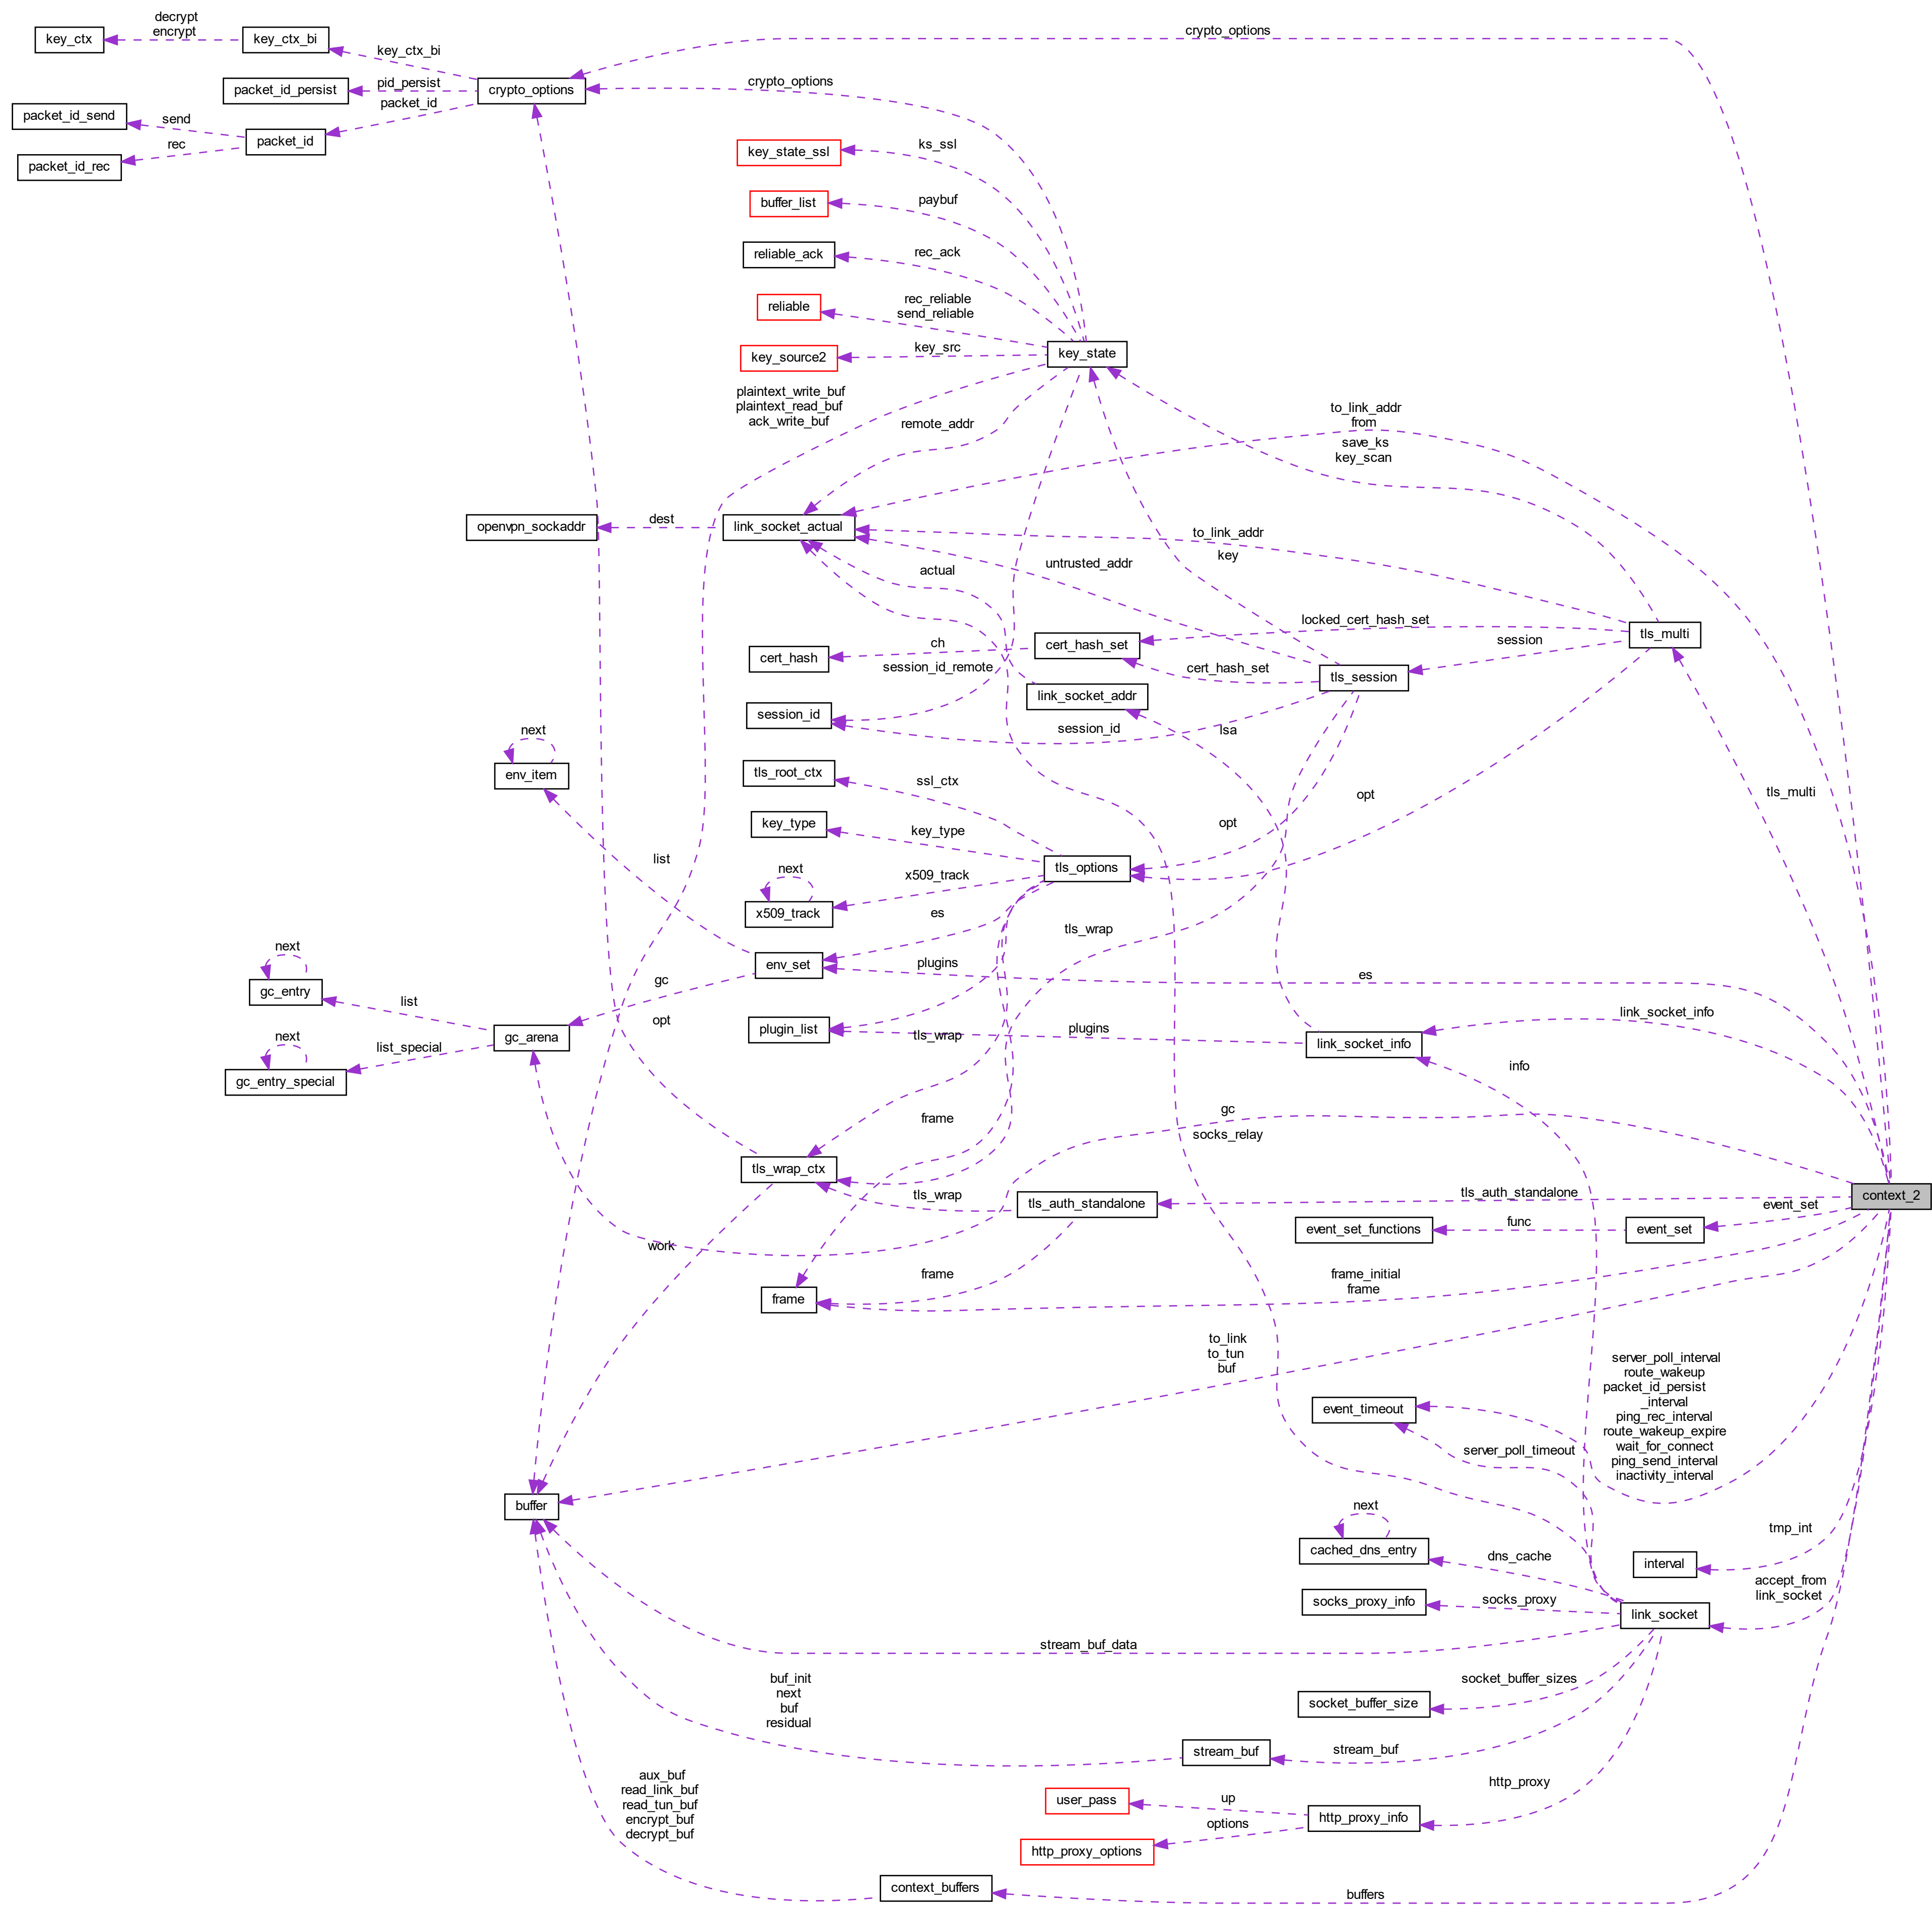 decrypt
encrypt
key_ctx
key_ctx_bi
key_ctx_bi
crypto_options
packet_id_persist
pid_persist
crypto_options
crypto_options
packet_id
packet_id_send
send
packet_id
rec
packet_id_rec
key_state_ssl
ks_ssl
buffer_list
paybuf
reliable_ack
rec_ack
reliable
rec_reliable
send_reliable
key_source2
key_src
key_state
plaintext_write_buf
plaintext_read_buf
ack_write_buf
remote_addr
to_link_addr
from
save_ks
key_scan
openvpn_sockaddr
dest
link_socket_actual
to_link_addr
key
actual
untrusted_addr
cert_hash
ch
cert_hash_set
locked_cert_hash_set
session
tls_multi
session_id_remote
cert_hash_set
tls_session
link_socket_addr
session_id
session_id
lsa
next
env_item
tls_root_ctx
ssl_ctx
key_type
key_type
opt
opt
tls_multi
list
next
x509_track
x509_track
tls_options
es
tls_wrap
env_set
plugins
es
gc
next
gc_entry
list
opt
gc_arena
list_special
next
gc_entry_special
plugin_list
tls_wrap
plugins
link_socket_info
link_socket_info
info
frame
gc
socks_relay
tls_wrap_ctx
tls_wrap
tls_auth_standalone
tls_auth_standalone
context_2
event_set_functions
func
event_set
event_set
work
frame
frame
frame_initial
frame
to_link
to_tun
buf
server_poll_interval
route_wakeup
packet_id_persist
_interval
ping_rec_interval
route_wakeup_expire
wait_for_connect
ping_send_interval
inactivity_interval
event_timeout
server_poll_timeout
buffer
next
cached_dns_entry
dns_cache
tmp_int
interval
accept_from
link_socket
socks_proxy_info
socks_proxy
link_socket
stream_buf_data
buf_init
next
buf
residual
socket_buffer_sizes
socket_buffer_size
stream_buf
stream_buf
aux_buf
read_link_buf
read_tun_buf
encrypt_buf
decrypt_buf
http_proxy
user_pass
up
http_proxy_info
options
http_proxy_options
context_buffers
buffers